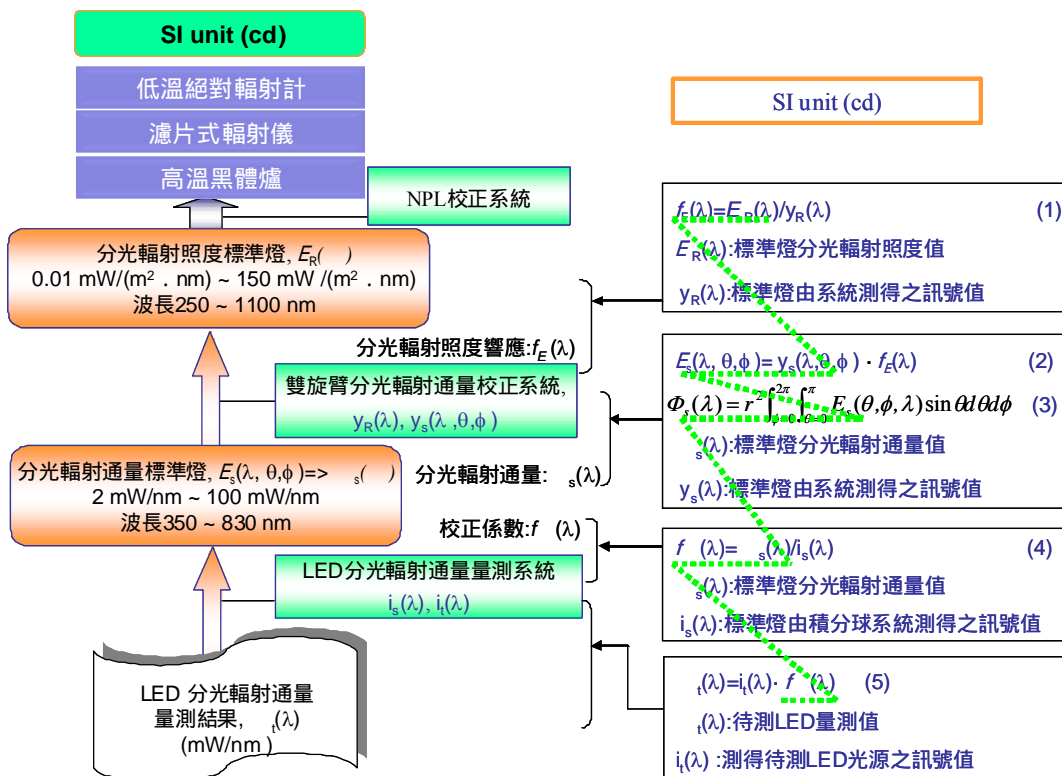 SI unit (cd)
低溫絕對輻射計
濾片式輻射儀
高溫黑體爐
NPL校正系統
分光輻射照度標準燈, E_R( )
0.01 mW/(m² . nm) ~ 150 mW /(m² . nm)
波長250 ~ 1100 nm
分光輻射照度響應:f_E(λ)
雙旋臂分光輻射通量校正系統,
y_R(λ), y_s(λ ,θ,ϕ )
分光輻射通量標準燈, E_s(λ, θ,ϕ )=> _s( )
2 mW/nm ~ 100 mW/nm
波長350 ~ 830 nm
分光輻射通量: _s(λ)
校正係數:f (λ)
LED分光輻射通量量測系統
i_s(λ), i_t(λ)
LED 分光輻射通量
量測結果, _t(λ)
(mW/nm )
SI unit (cd)
f_E(λ)=E_R(λ)/y_R(λ) (1)
E_R(λ):標準燈分光輻射照度值
y_R(λ):標準燈由系統測得之訊號值
E_s(λ, θ,ϕ)= y_s(λ,θ,ϕ) · f_E(λ) (2)
Φ_s(λ) = r² ∫_{ϕ=0}^{2π} ∫_{θ=0}^{π} E_s(θ,ϕ,λ) sin θdθdϕ (3)
_s(λ):標準燈分光輻射通量值
y_s(λ):標準燈由系統測得之訊號值
f (λ)= _s(λ)/i_s(λ) (4)
_s(λ):標準燈分光輻射通量值
i_s(λ):標準燈由積分球系統測得之訊號值
_t(λ)=i_t(λ)· f (λ) (5)
_t(λ):待測LED量測值
i_t(λ) :測得待測LED光源之訊號值